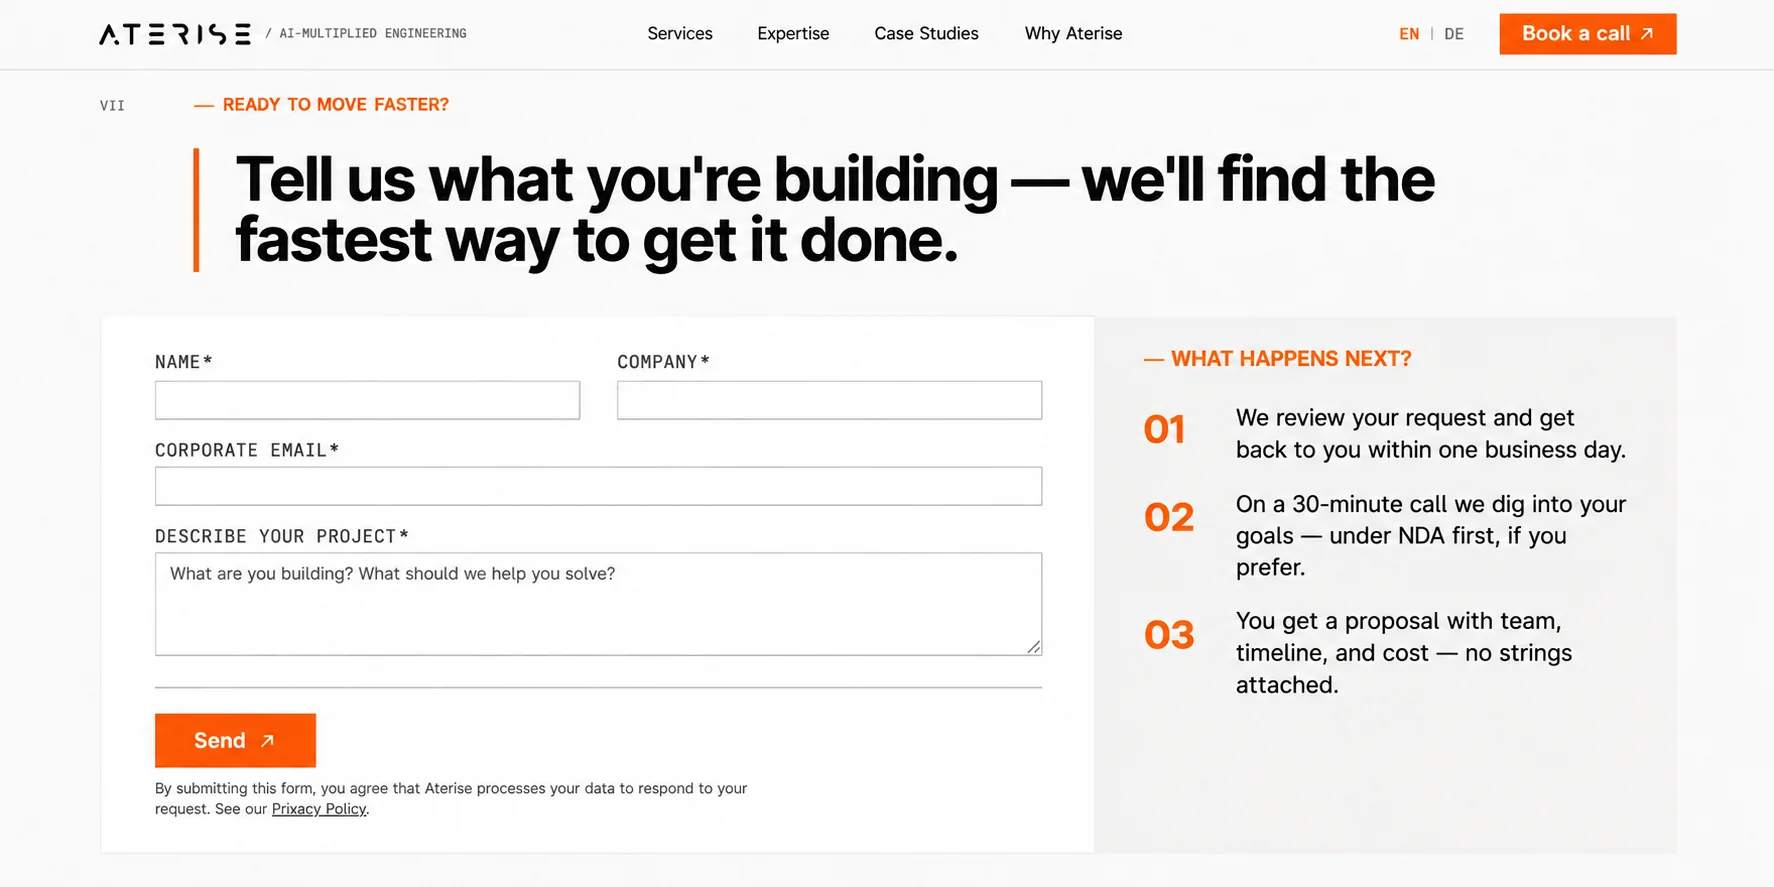 ATERISE / AI-MULTIPLIED ENGINEERING
Services
Expertise
Case Studies
Why Aterise
EN | DE
Book a call ↗
VII
— READY TO MOVE FASTER?
Tell us what you're building — we'll find the
fastest way to get it done.
NAME*
COMPANY*
CORPORATE EMAIL*
DESCRIBE YOUR PROJECT*
What are you building? What should we help you solve?
Send ↗
By submitting this form, you agree that Aterise processes your data to respond to your
request. See our Prixacy Policy.
— WHAT HAPPENS NEXT?
01
We review your request and get
back to you within one business day.
02
On a 30-minute call we dig into your
goals — under NDA first, if you
prefer.
03
You get a proposal with team,
timeline, and cost — no strings
attached.